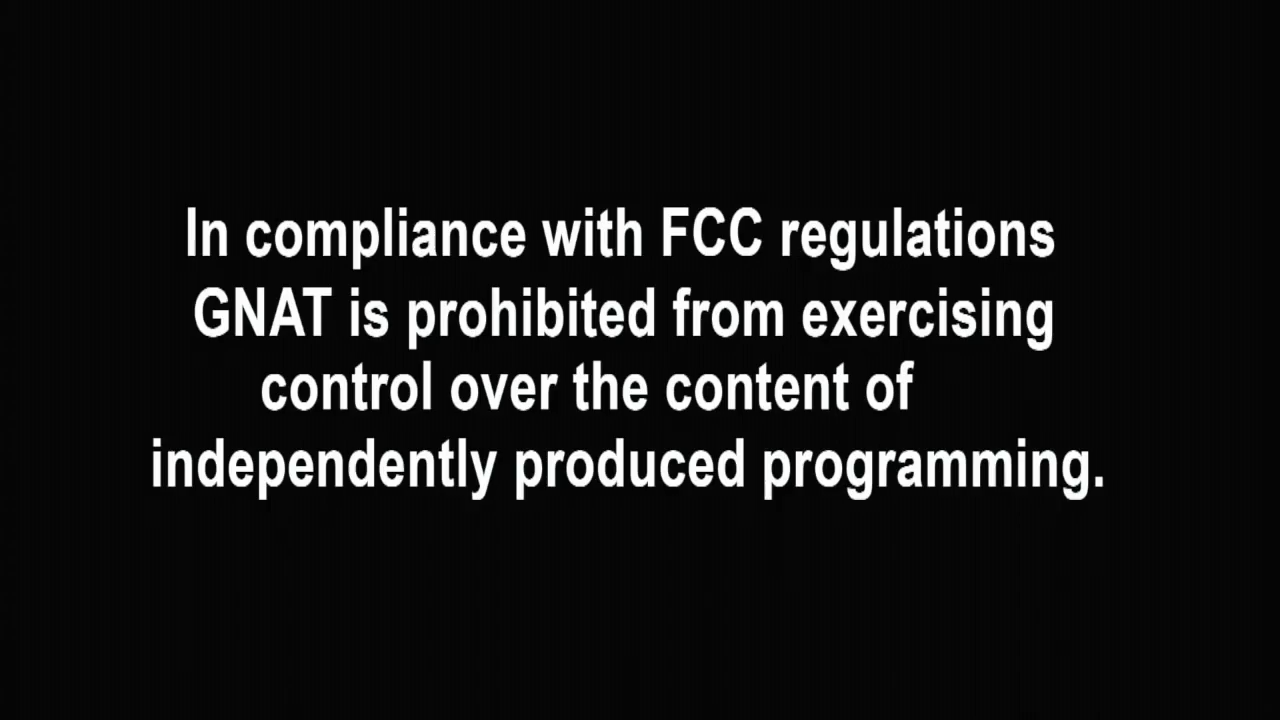 In compliance with FCC regulations
GNAT is prohibited from exercising
control over the content of
independently produced programming.